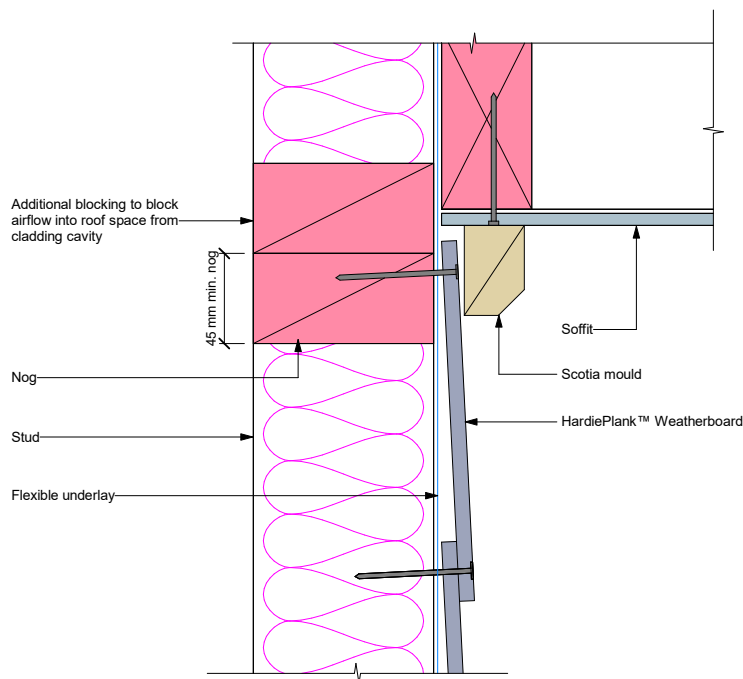 Additional blocking to block
airflow into roof space from
cladding cavity
45 mm min. nog
Nog
Stud
Flexible underlay
Soffit
Scotia mould
HardiePlank™ Weatherboard